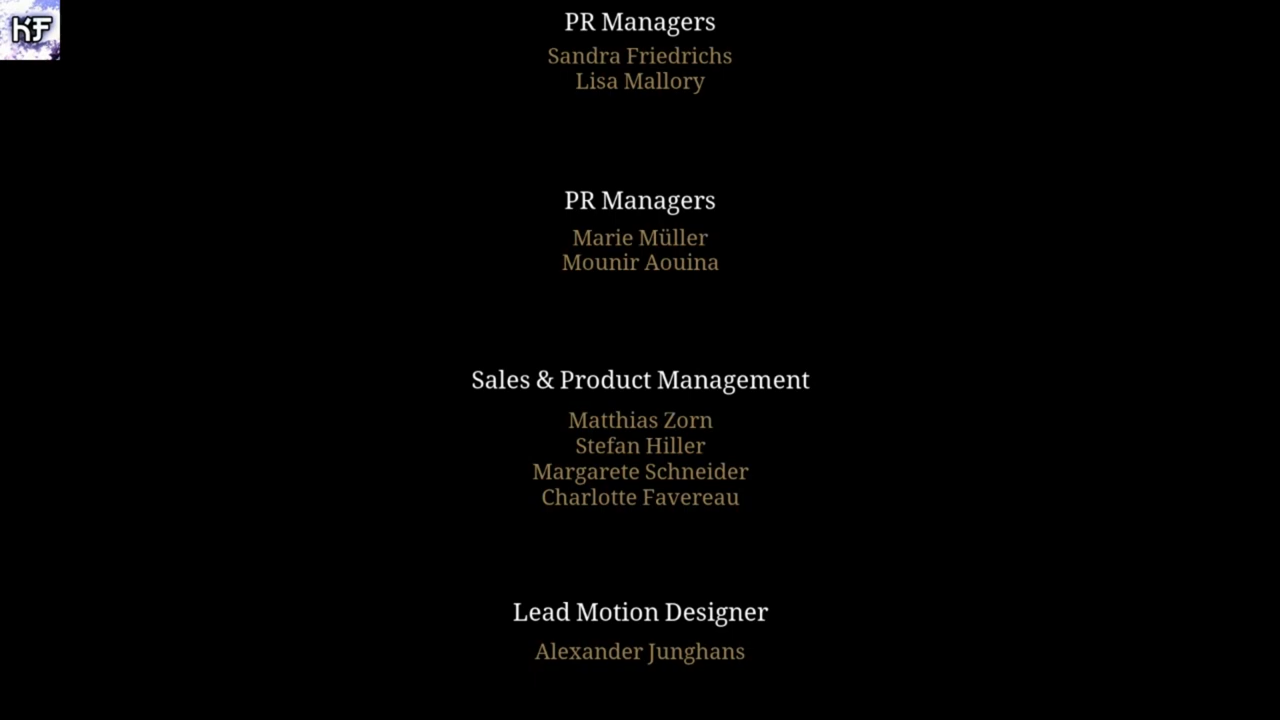 KF
PR Managers
Sandra Friedrichs
Lisa Mallory
PR Managers
Marie Müller
Mounir Aouina
Sales & Product Management
Matthias Zorn
Stefan Hiller
Margarete Schneider
Charlotte Favereau
Lead Motion Designer
Alexander Junghans